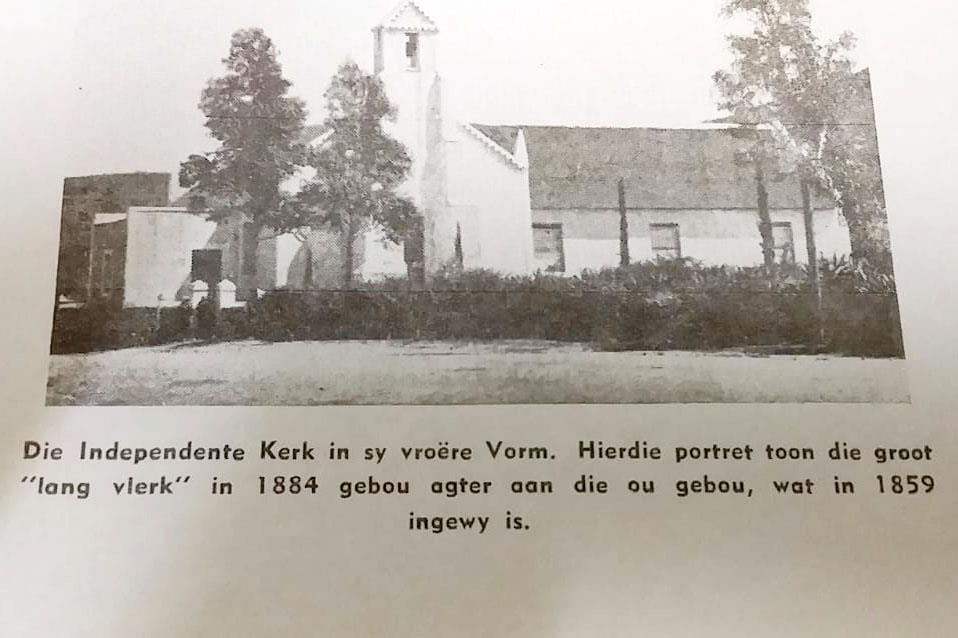 Die Independente Kerk in sy vroëre Vorm. Hierdie portret toon die groot
"lang vlerk" in 1884 gebou agter aan die ou gebou, wat in 1859
ingewy is.